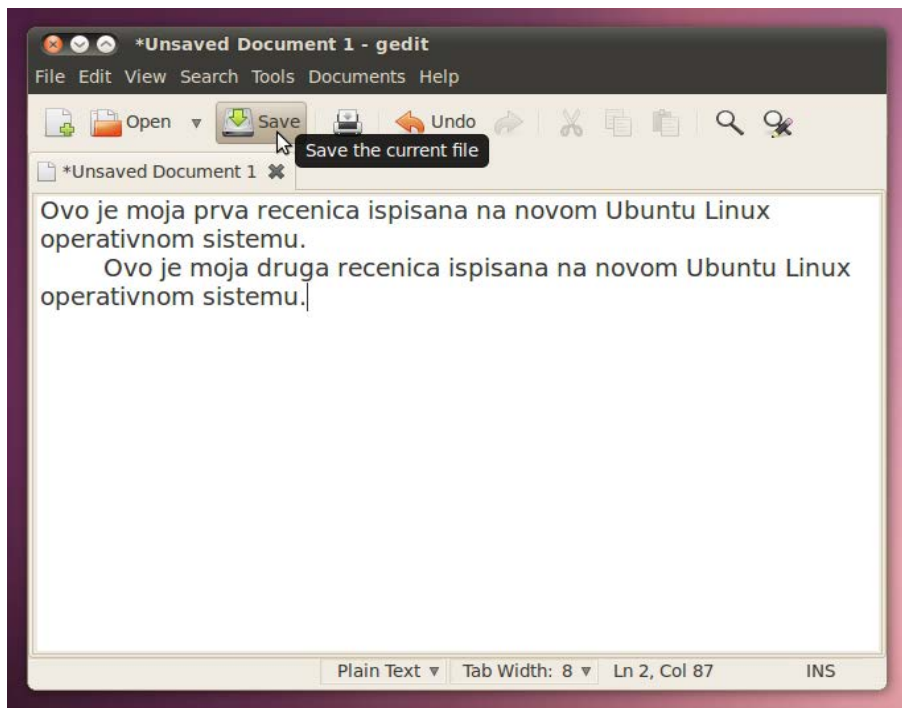 *Unsaved Document 1 - gedit
File Edit View Search Tools Documents Help
Open Save Undo
Save the current file
*Unsaved Document 1
Ovo je moja prva recenica ispisana na novom Ubuntu Linux
operativnom sistemu.
Ovo je moja druga recenica ispisana na novom Ubuntu Linux
operativnom sistemu.
Plain Text Tab Width: 8 Ln 2, Col 87 INS